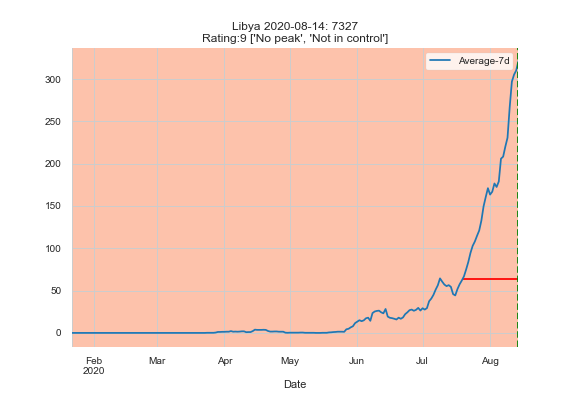 Libya 2020-08-14: 7327
Rating:9 ['No peak', 'Not in control']
Average-7d
300
250
200
150
100
50
0
Feb Mar Apr May Jun Jul Aug
2020
Date